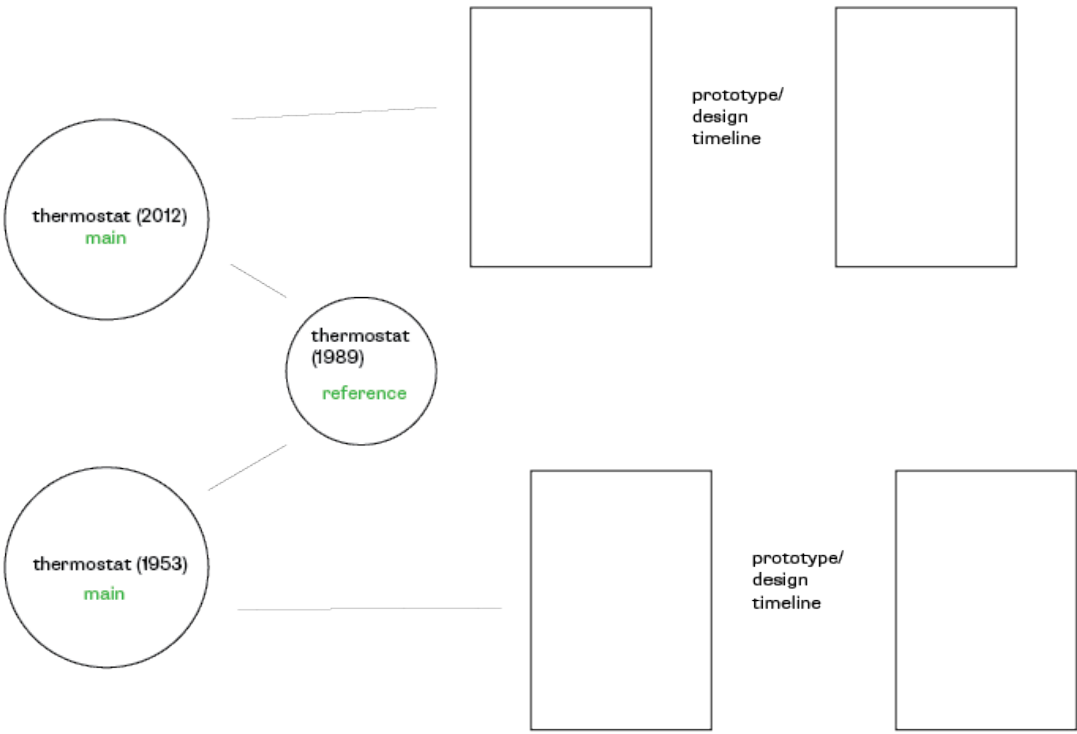 prototype/
design
timeline
thermostat (2012)
main
thermostat
(1989)
reference
thermostat (1953)
main
prototype/
design
timeline